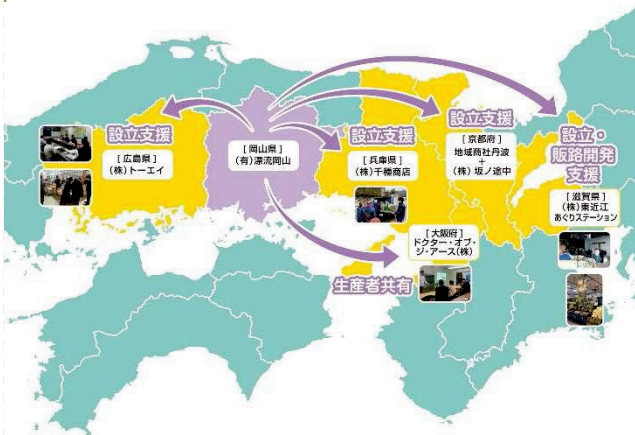 設立支援
[広島県]
(株)トーエイ
[岡山県]
(有)漂流岡山
設立支援
[兵庫県]
(株)千種商店
設立支援
[京都府]
地域商社丹波
+
(株)坂ノ途中
設立・
販路開発
支援
[滋賀県]
(株)東近江
あぐりステーション
[大阪府]
ドクター・オブ・
ジ・アース(株)
生産者共有